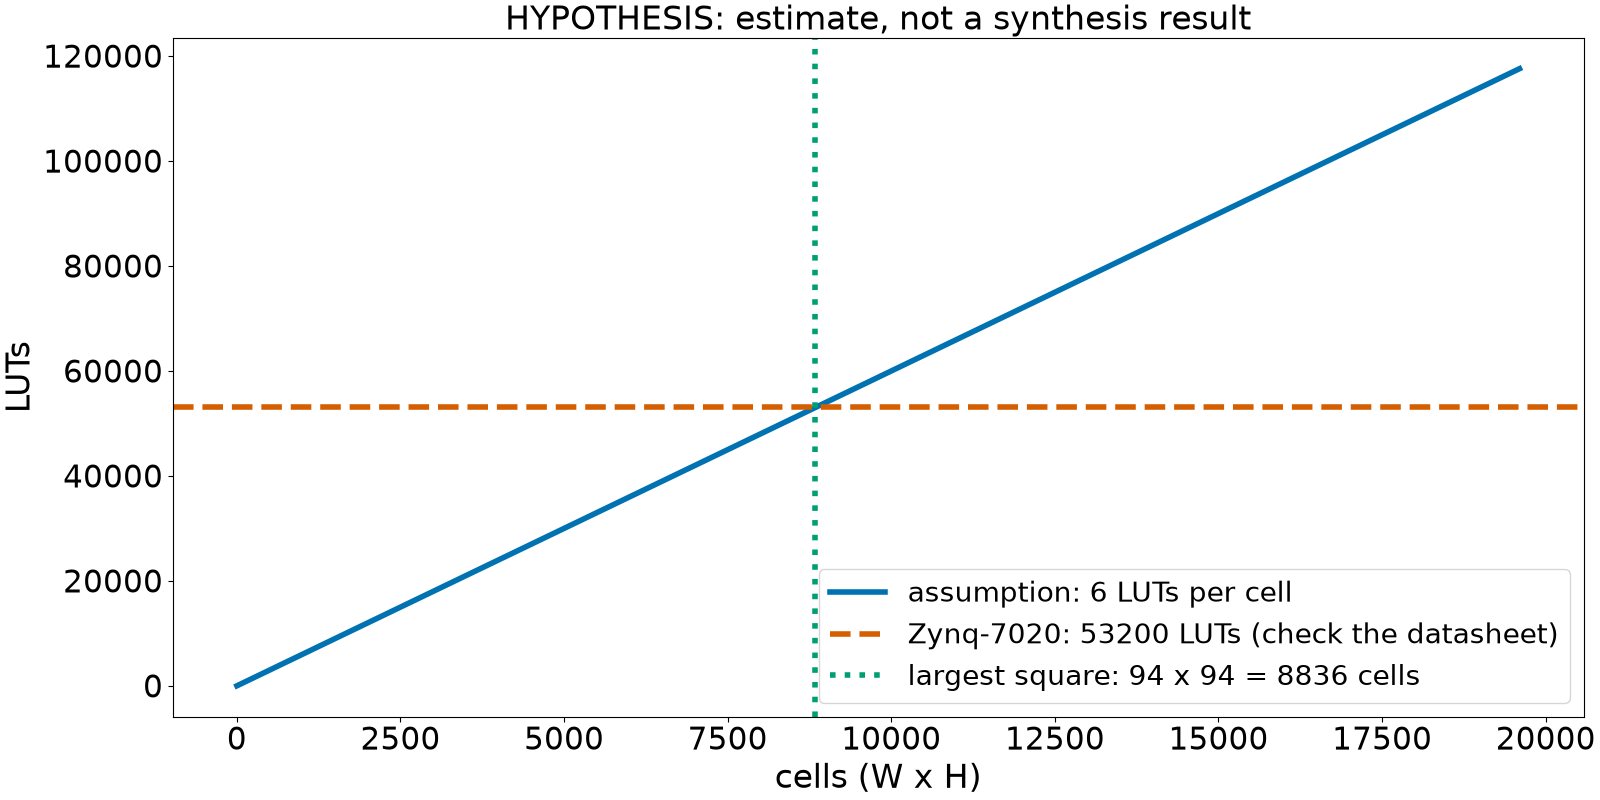 HYPOTHESIS: estimate, not a synthesis result
120000
100000
80000
60000
40000
20000
0
LUTs
assumption: 6 LUTs per cell
Zynq-7020: 53200 LUTs (check the datasheet)
largest square: 94 x 94 = 8836 cells
0 2500 5000 7500 10000 12500 15000 17500 20000
cells (W x H)